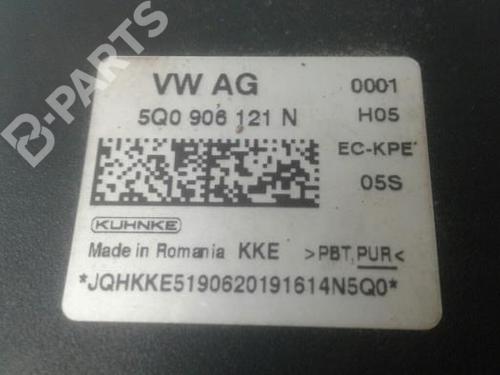 B-PARTS
VW AG 0001
5Q0 906 121 N H05
EC-KPE
05S
KUHNKE
Made in Romania KKE >PBT,PUR<
*JQHKKE5190620191614N5Q0*